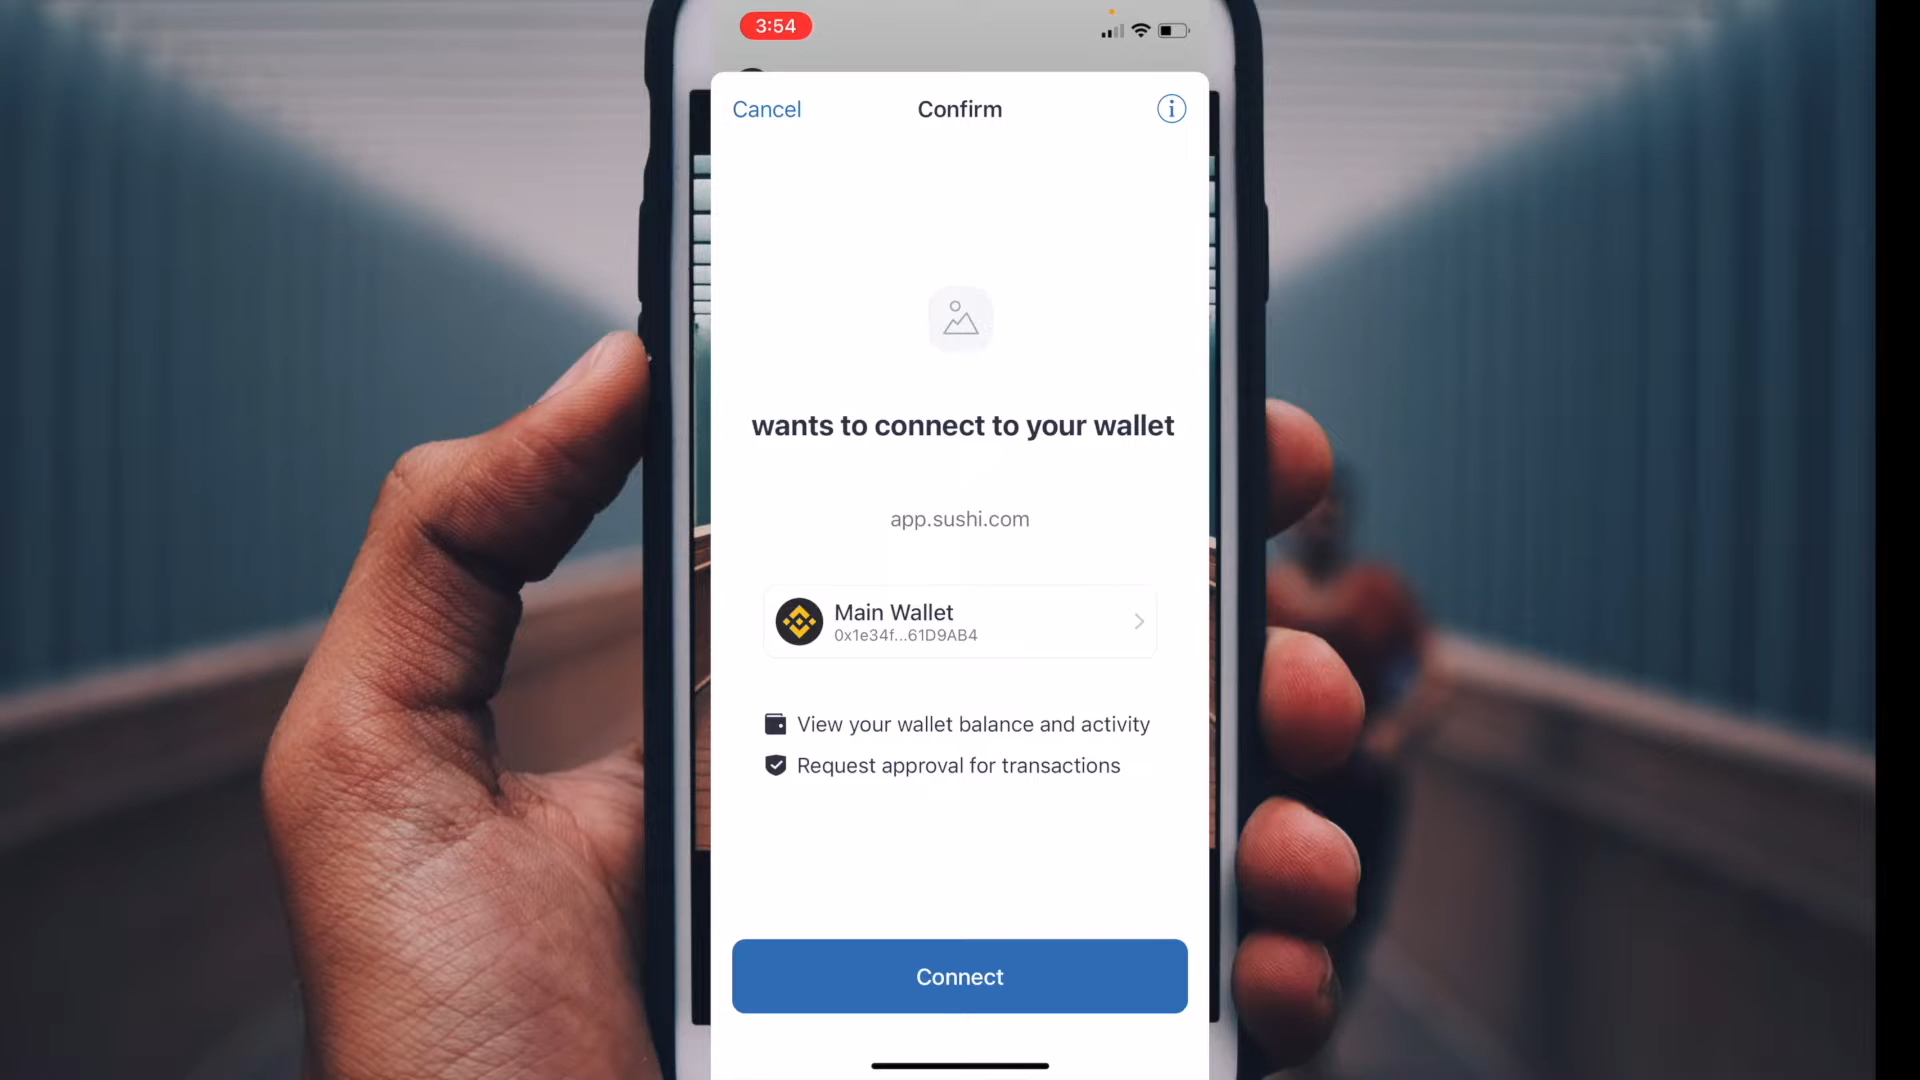 3:54
Cancel
Confirm
wants to connect to your wallet
app.sushi.com
Main Wallet
0x1e34f...61D9AB4
View your wallet balance and activity
Request approval for transactions
Connect